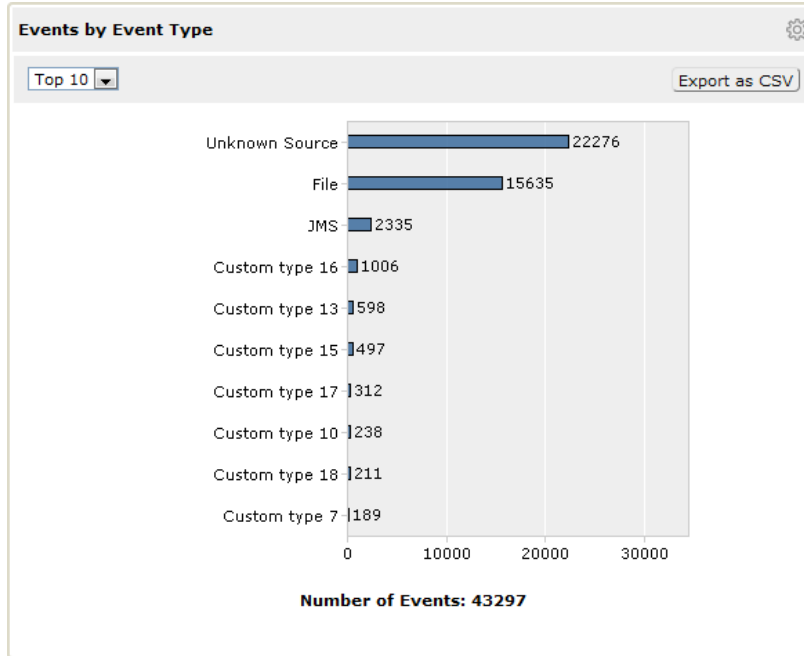 Events by Event Type
Top 10
Export as CSV
Unknown Source 22276
File 15635
JMS 2335
Custom type 16 1006
Custom type 13 598
Custom type 15 497
Custom type 17 312
Custom type 10 238
Custom type 18 211
Custom type 7 189
0 10000 20000 30000
Number of Events: 43297